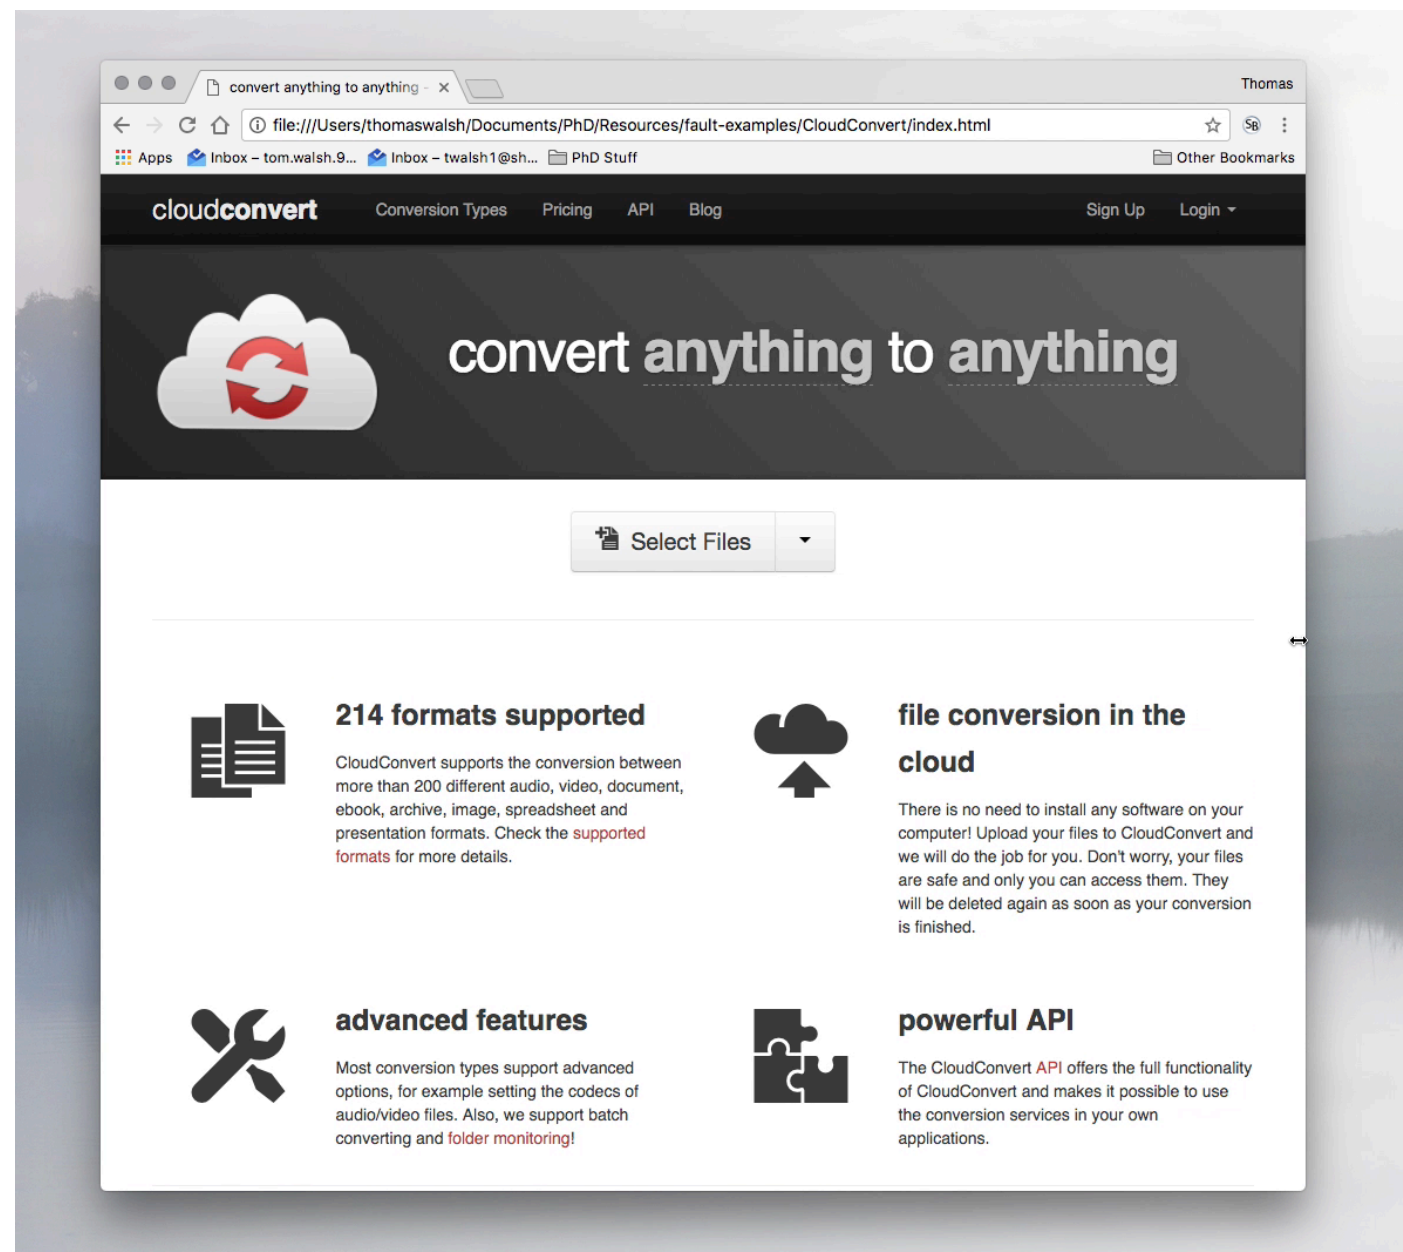 convert anything to anything -
Thomas
file:///Users/thomaswalsh/Documents/PhD/Resources/fault-examples/CloudConvert/index.html
SB
Apps Inbox – tom.walsh.9... Inbox – twalsh1@sh... PhD Stuff Other Bookmarks
cloudconvert Conversion Types Pricing API Blog Sign Up Login
convert anything to anything
Select Files
214 formats supported
CloudConvert supports the conversion between
more than 200 different audio, video, document,
ebook, archive, image, spreadsheet and
presentation formats. Check the supported
formats for more details.
file conversion in the
cloud
There is no need to install any software on your
computer! Upload your files to CloudConvert and
we will do the job for you. Don't worry, your files
are safe and only you can access them. They
will be deleted again as soon as your conversion
is finished.
advanced features
Most conversion types support advanced
options, for example setting the codecs of
audio/video files. Also, we support batch
converting and folder monitoring!
powerful API
The CloudConvert API offers the full functionality
of CloudConvert and makes it possible to use
the conversion services in your own
applications.